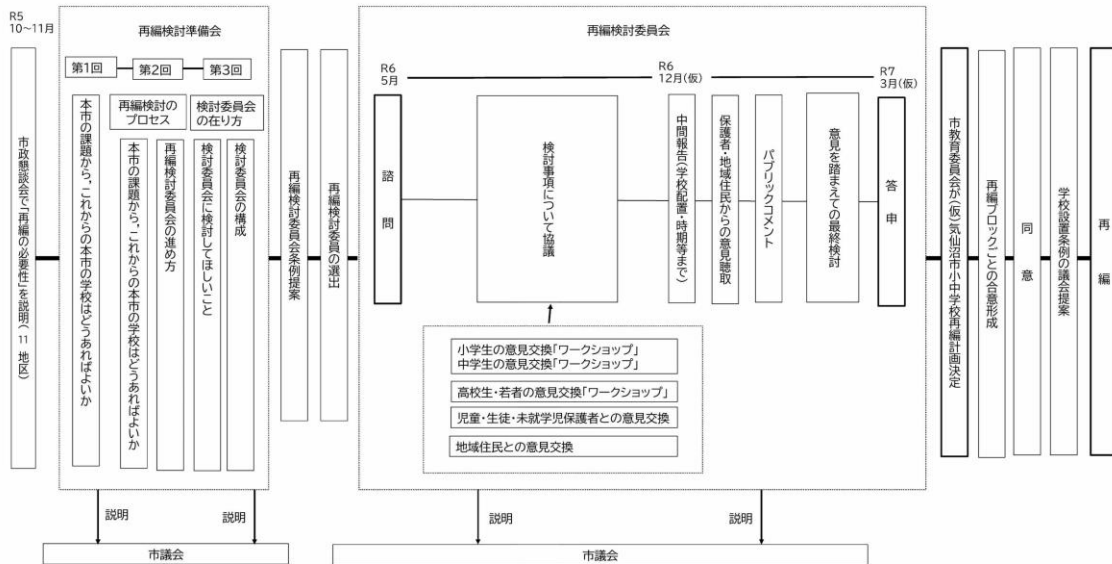 R5
10~11月
市政懇談会で「再編の必要性」を説明(11 地区)
再編検討準備会
第1回
第2回
第3回
本市の課題から,これからの本市の学校はどうあればよいか
再編検討の
プロセス
本市の課題から,これからの本市の学校はどうあればよいか
再編検討委員会の進め方
検討委員会
の在り方
検討委員会に検討してほしいこと
検討委員会の構成
説明
説明
市議会
再編検討委員会条例提案
再編検討委員の選出
再編検討委員会
R6
5月
R6
12月(仮)
R7
3月(仮)
諮問
検討事項について協議
中間報告(学校配置・時期等まで)
保護者・地域住民からの意見聴取
パブリックコメント
意見を踏まえての最終検討
答申
小学生の意見交換「ワークショップ」
中学生の意見交換「ワークショップ」
高校生・若者の意見交換「ワークショップ」
児童・生徒・未就学児保護者との意見交換
地域住民との意見交換
説明
説明
市議会
市教育委員会が(仮)気仙沼市小中学校再編計画決定
再編ブロックごとの合意形成
同意
学校設置条例の議会提案
再編